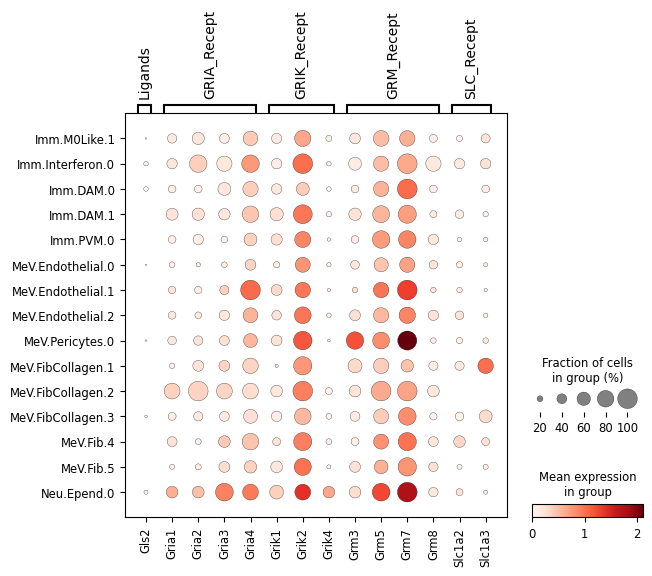 Ligands
GRIA_Recept
GRIK_Recept
GRM_Recept
SLC_Recept
Imm.M0Like.1
Imm.Interferon.0
Imm.DAM.0
Imm.DAM.1
Imm.PVM.0
MeV.Endothelial.0
MeV.Endothelial.1
MeV.Endothelial.2
MeV.Pericytes.0
MeV.FibCollagen.1
MeV.FibCollagen.2
MeV.FibCollagen.3
MeV.Fib.4
MeV.Fib.5
Neu.Epend.0
Gls2
Gria1
Gria2
Gria3
Gria4
Grik1
Grik2
Grik4
Grm3
Grm5
Grm7
Grm8
Slc1a2
Slc1a3
Fraction of cells
in group (%)
20 40 60 80 100
Mean expression
in group
0 1 2